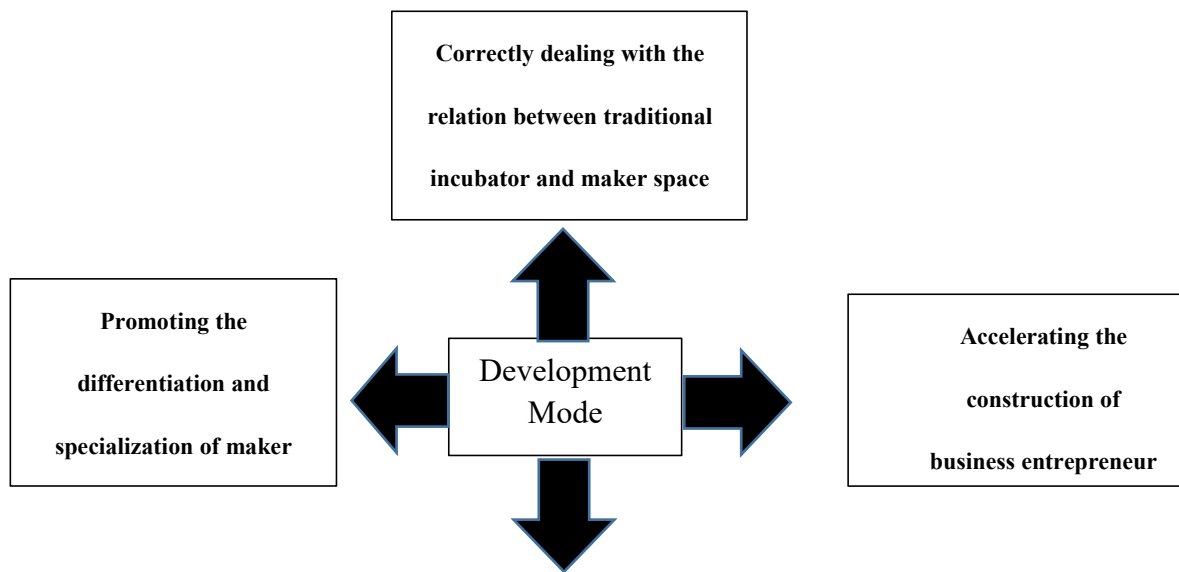 Correctly dealing with the
relation between traditional
incubator and maker space
Promoting the
differentiation and
specialization of maker
Development
Mode
Accelerating the
construction of
business entrepreneur